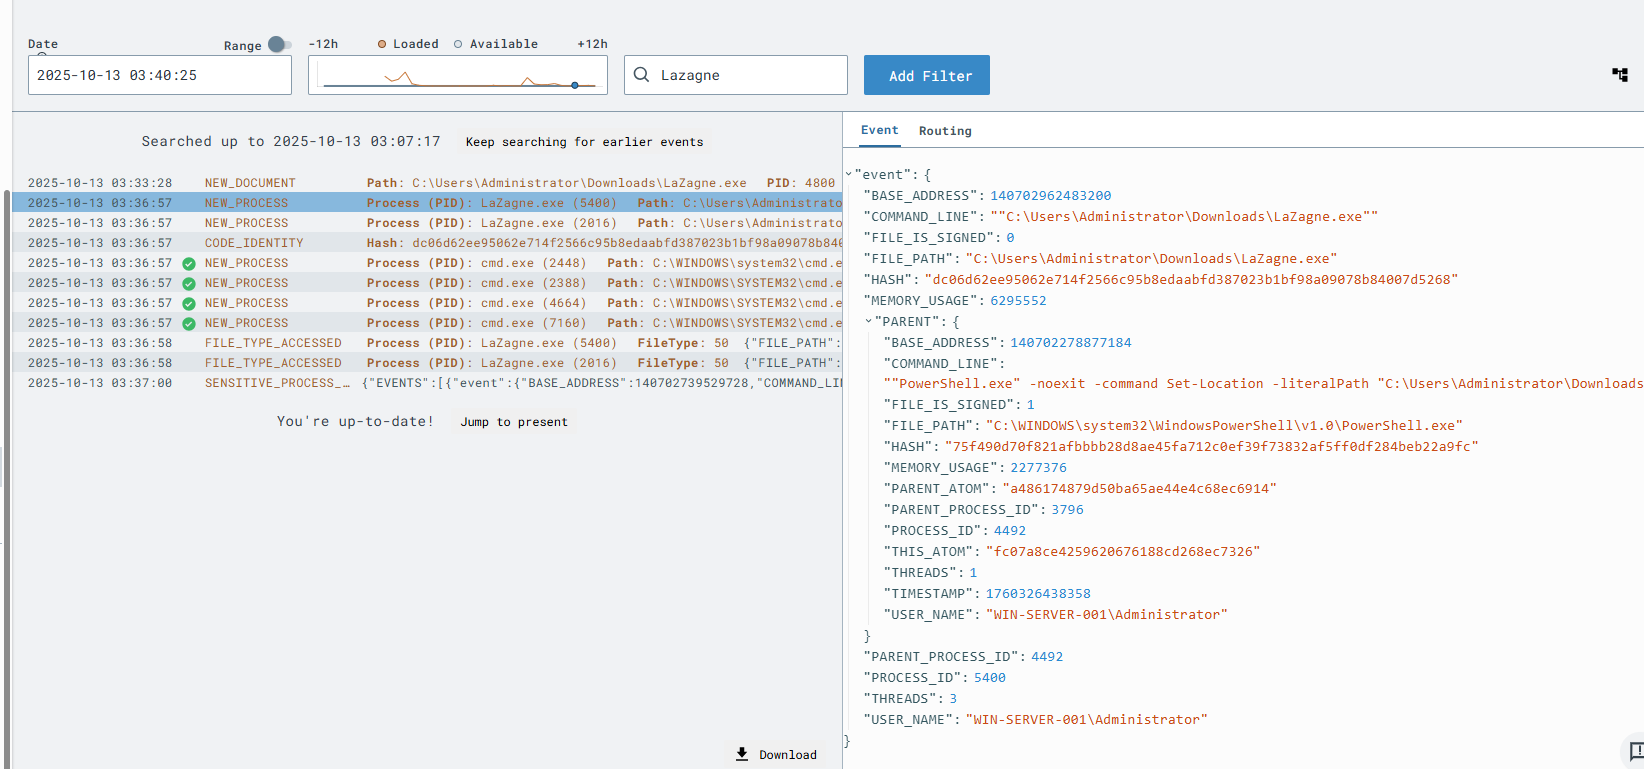 Date
Range
-12h
Loaded
Available
+12h
2025-10-13 03:40:25
Lazagne
Add Filter
Searched up to 2025-10-13 03:07:17 Keep searching for earlier events
2025-10-13 03:33:28 NEW_DOCUMENT Path: C:\Users\Administrator\Downloads\LaZagne.exe PID: 4800
2025-10-13 03:36:57 NEW_PROCESS Process (PID): LaZagne.exe (5400) Path: C:\Users\Administrato
2025-10-13 03:36:57 NEW_PROCESS Process (PID): LaZagne.exe (2016) Path: C:\Users\Administrato
2025-10-13 03:36:57 CODE_IDENTITY Hash: dc06d62ee95062e714f2566c95b8edaabfd387023b1bf98a09078b840
2025-10-13 03:36:57 NEW_PROCESS Process (PID): cmd.exe (2448) Path: C:\WINDOWS\system32\cmd.e
2025-10-13 03:36:57 NEW_PROCESS Process (PID): cmd.exe (2388) Path: C:\WINDOWS\SYSTEM32\cmd.e
2025-10-13 03:36:57 NEW_PROCESS Process (PID): cmd.exe (4664) Path: C:\WINDOWS\SYSTEM32\cmd.e
2025-10-13 03:36:57 NEW_PROCESS Process (PID): cmd.exe (7160) Path: C:\WINDOWS\SYSTEM32\cmd.e
2025-10-13 03:36:58 FILE_TYPE_ACCESSED Process (PID): LaZagne.exe (5400) FileType: 50 {"FILE_PATH":
2025-10-13 03:36:58 FILE_TYPE_ACCESSED Process (PID): LaZagne.exe (2016) FileType: 50 {"FILE_PATH":
2025-10-13 03:37:00 SENSITIVE_PROCESS_… {"EVENTS":[{"event":{"BASE_ADDRESS":140702739529728,"COMMAND_LI
You're up-to-date! Jump to present
Download
Event Routing
"event": {
"BASE_ADDRESS": 140702962483200
"COMMAND_LINE": ""C:\Users\Administrator\Downloads\LaZagne.exe""
"FILE_IS_SIGNED": 0
"FILE_PATH": "C:\Users\Administrator\Downloads\LaZagne.exe"
"HASH": "dc06d62ee95062e714f2566c95b8edaabfd387023b1bf98a09078b84007d5268"
"MEMORY_USAGE": 6295552
"PARENT": {
"BASE_ADDRESS": 140702278877184
"COMMAND_LINE":
""PowerShell.exe" -noexit -command Set-Location -literalPath "C:\Users\Administrator\Downloads
"FILE_IS_SIGNED": 1
"FILE_PATH": "C:\WINDOWS\system32\WindowsPowerShell\v1.0\PowerShell.exe"
"HASH": "75f490d70f821afbbbb28d8ae45fa712c0ef39f73832af5ff0df284beb22a9fc"
"MEMORY_USAGE": 2277376
"PARENT_ATOM": "a486174879d50ba65ae44e4c68ec6914"
"PARENT_PROCESS_ID": 3796
"PROCESS_ID": 4492
"THIS_ATOM": "fc07a8ce4259620676188cd268ec7326"
"THREADS": 1
"TIMESTAMP": 1760326438358
"USER_NAME": "WIN-SERVER-001\Administrator"
}
"PARENT_PROCESS_ID": 4492
"PROCESS_ID": 5400
"THREADS": 3
"USER_NAME": "WIN-SERVER-001\Administrator"
}